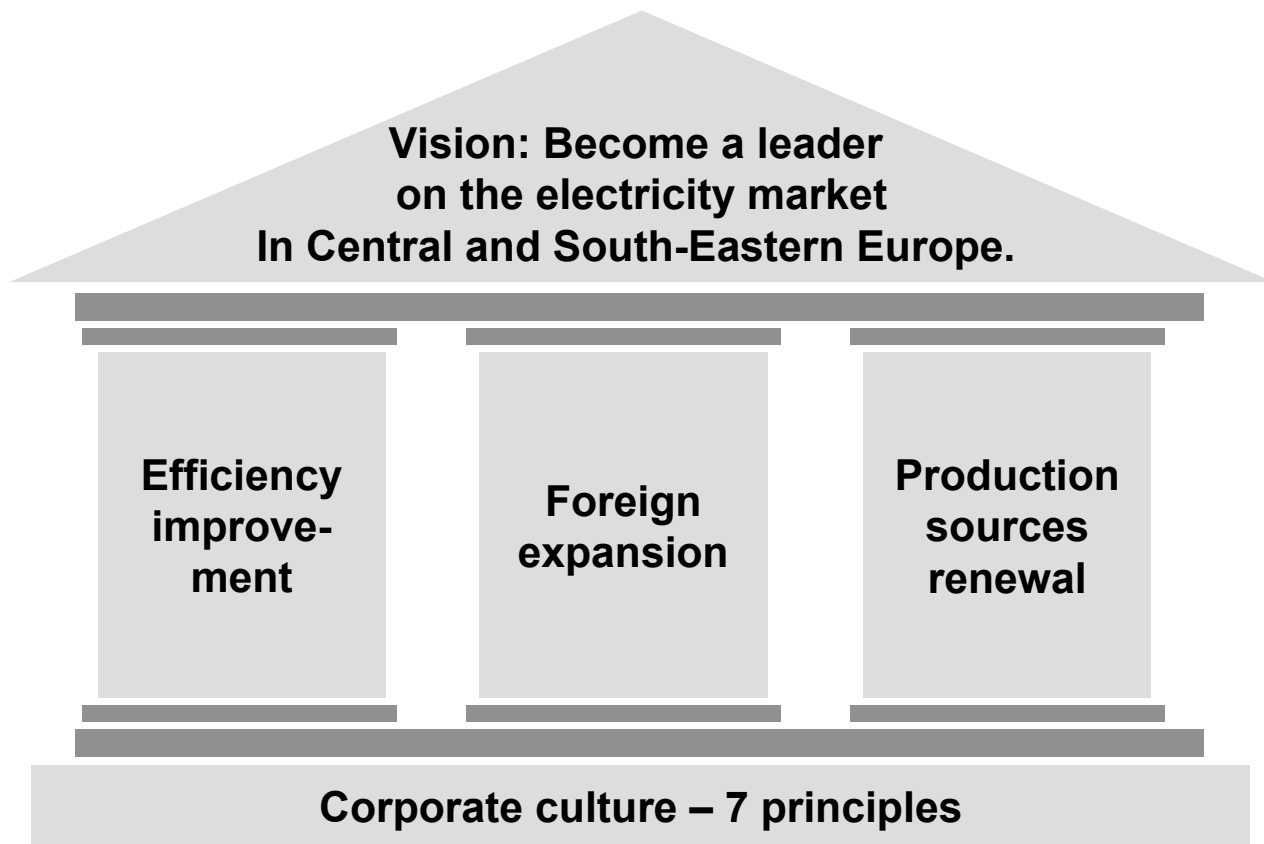 Vision: Become a leader
on the electricity market
In Central and South-Eastern Europe.
Efficiency
improve-
ment
Foreign
expansion
Production
sources
renewal
Corporate culture – 7 principles